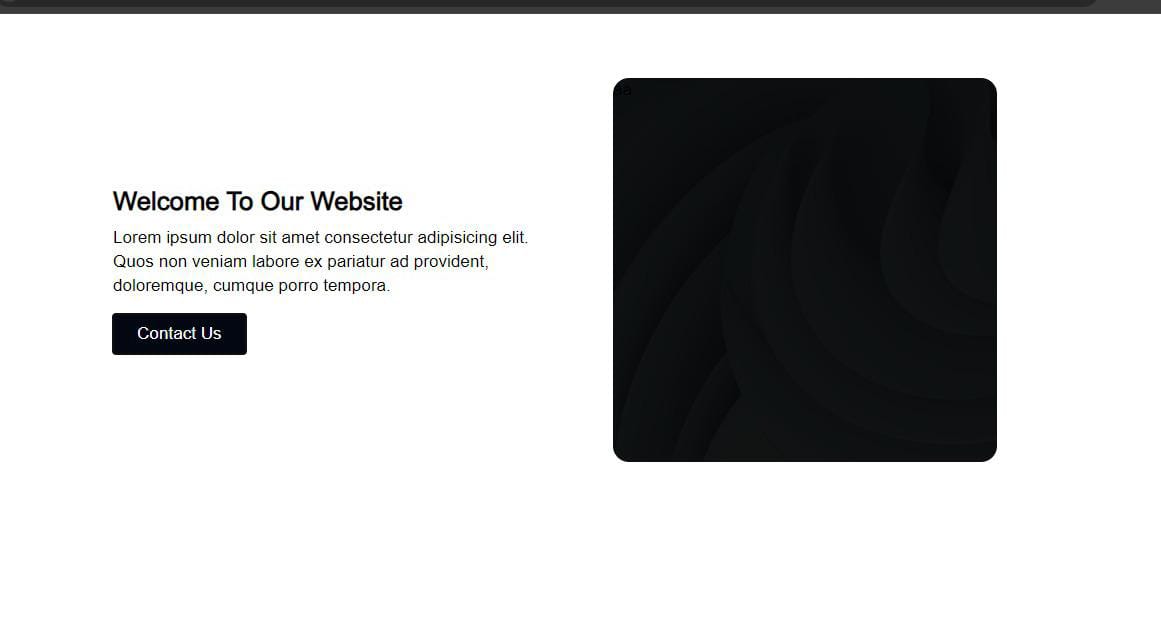 aa
Welcome To Our Website
Lorem ipsum dolor sit amet consectetur adipisicing elit.
Quos non veniam labore ex pariatur ad provident,
doloremque, cumque porro tempora.
Contact Us